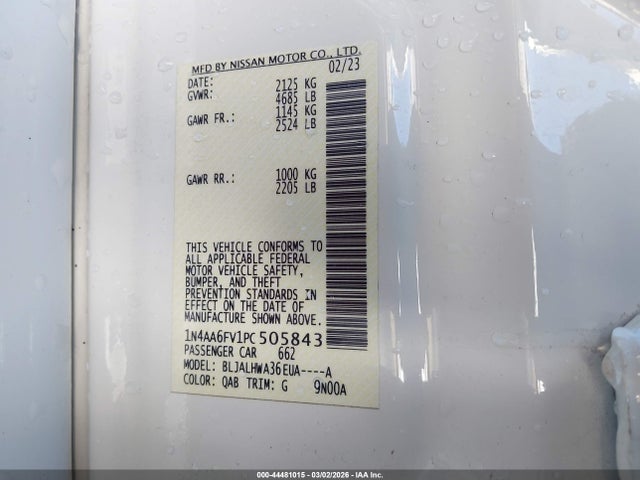 MFD BY NISSAN MOTOR CO., LTD.
DATE: 02/23
GVWR: 2125 KG
4685 LB
GAWR FR.: 1145 KG
2524 LB
GAWR RR.: 1000 KG
2205 LB
THIS VEHICLE CONFORMS TO
ALL APPLICABLE FEDERAL
MOTOR VEHICLE SAFETY,
BUMPER, AND THEFT
PREVENTION STANDARDS IN
EFFECT ON THE DATE OF
MANUFACTURE SHOWN ABOVE.
1N4AA6FV1PC505843
PASSENGER CAR 662
MODEL: BLJALHWA36EUA----A
COLOR: QAB TRIM: G 9N00A
000-44481015 - 03/02/2026 - IAA Inc.